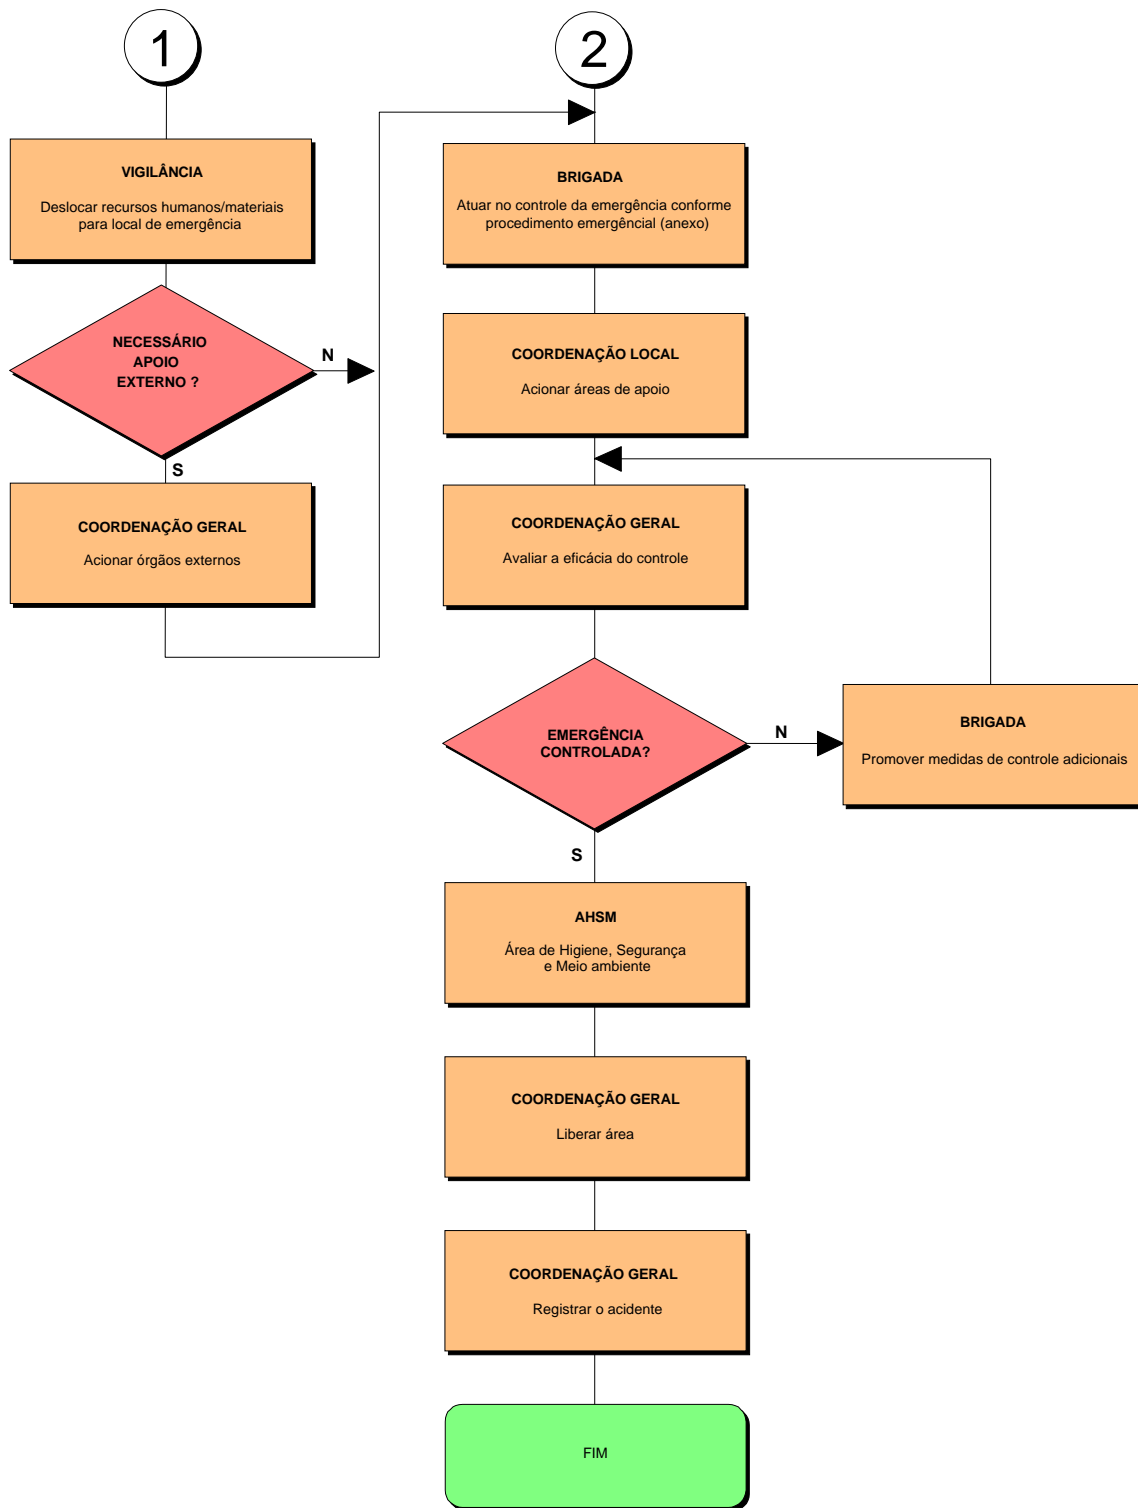 1
VIGILÂNCIA
Deslocar recursos humanos/materiais
para local de emergência
NECESSÁRIO
APOIO
EXTERNO ?
N
S
COORDENAÇÃO GERAL
Acionar órgãos externos
2
BRIGADA
Atuar no controle da emergência conforme
procedimento emergêncial (anexo)
COORDENAÇÃO LOCAL
Acionar áreas de apoio
COORDENAÇÃO GERAL
Avaliar a eficácia do controle
EMERGÊNCIA
CONTROLADA?
N
BRIGADA
Promover medidas de controle adicionais
S
AHSM
Área de Higiene, Segurança
e Meio ambiente
COORDENAÇÃO GERAL
Liberar área
COORDENAÇÃO GERAL
Registrar o acidente
FIM